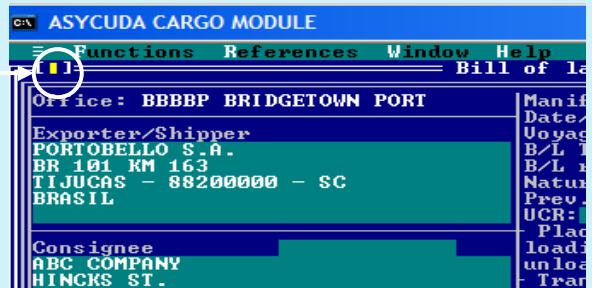 ASYCUDA CARGO MODULE
Functions References Window Help
Bill of la
Office: BBBBP BRIDGETOWN PORT
Manif
Date/
Exporter/Shipper
Voyag
PORTOBELLO S.A.
B/L
BR 101 KM 163
B/L
TIJUCAS - 88200000 - SC
Natur
BRASIL
Prev.
UCR:
Plac
Consignee
loadi
ABC COMPANY
unloa
HINCKS ST.
Tran